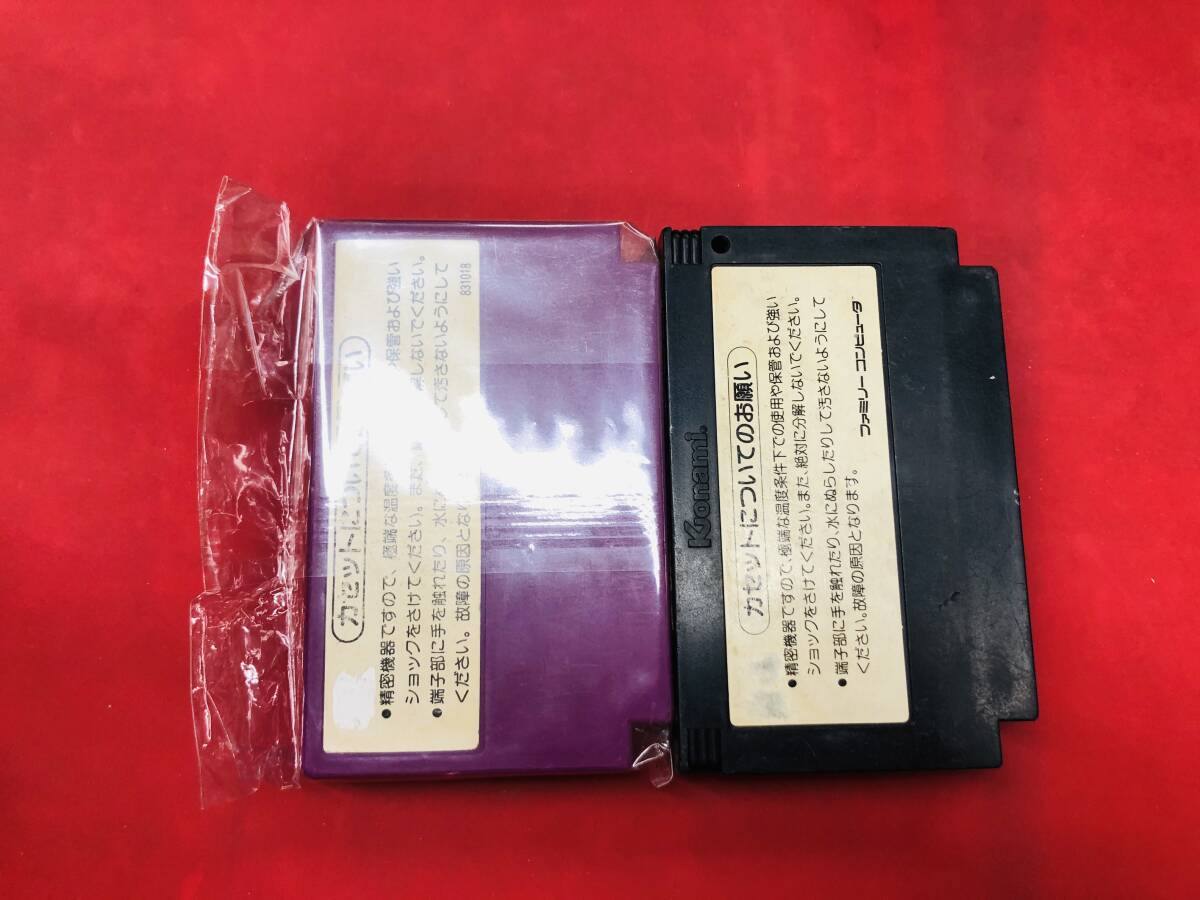 カセットについて
●精密機器ですので、極端な温度 保管および強い
ショックをさけてください。また 解しないでください。
●端子部に手を触れたり、水に して汚さないようにして
ください。故障の原因とな
831018
Konami
カセットについてのお願い
●精密機器ですので、極端な温度条件下での使用や保管および強い
ショックをさけてください。また、絶対に分解しないでください。
●端子部に手を触れたり、水にぬらしたりして汚さないようにして
ください。故障の原因となります。
ファミリー コンピュータ